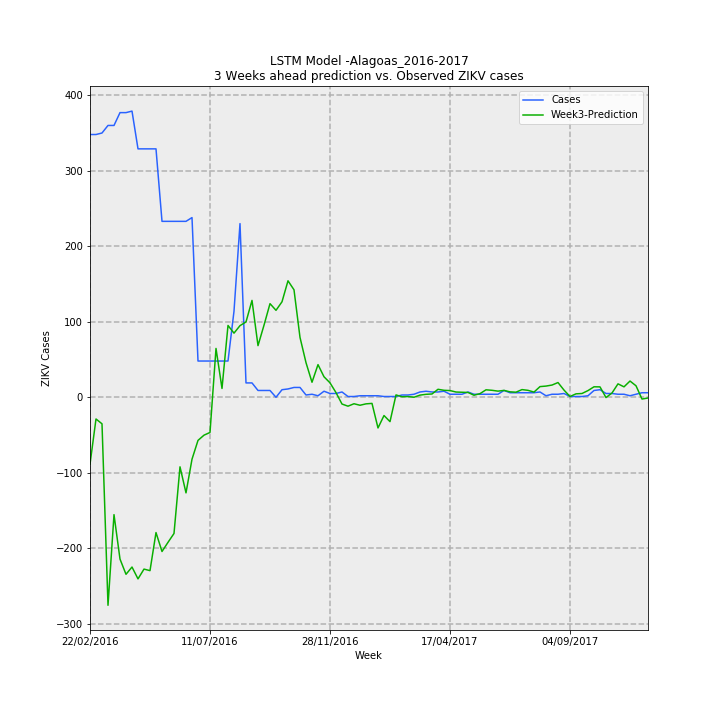 LSTM Model -Alagoas_2016-2017
3 Weeks ahead prediction vs. Observed ZIKV cases
Cases
Week3-Prediction
400
300
200
100
0
−100
−200
−300
ZIKV Cases
22/02/2016
11/07/2016
28/11/2016
17/04/2017
04/09/2017
Week